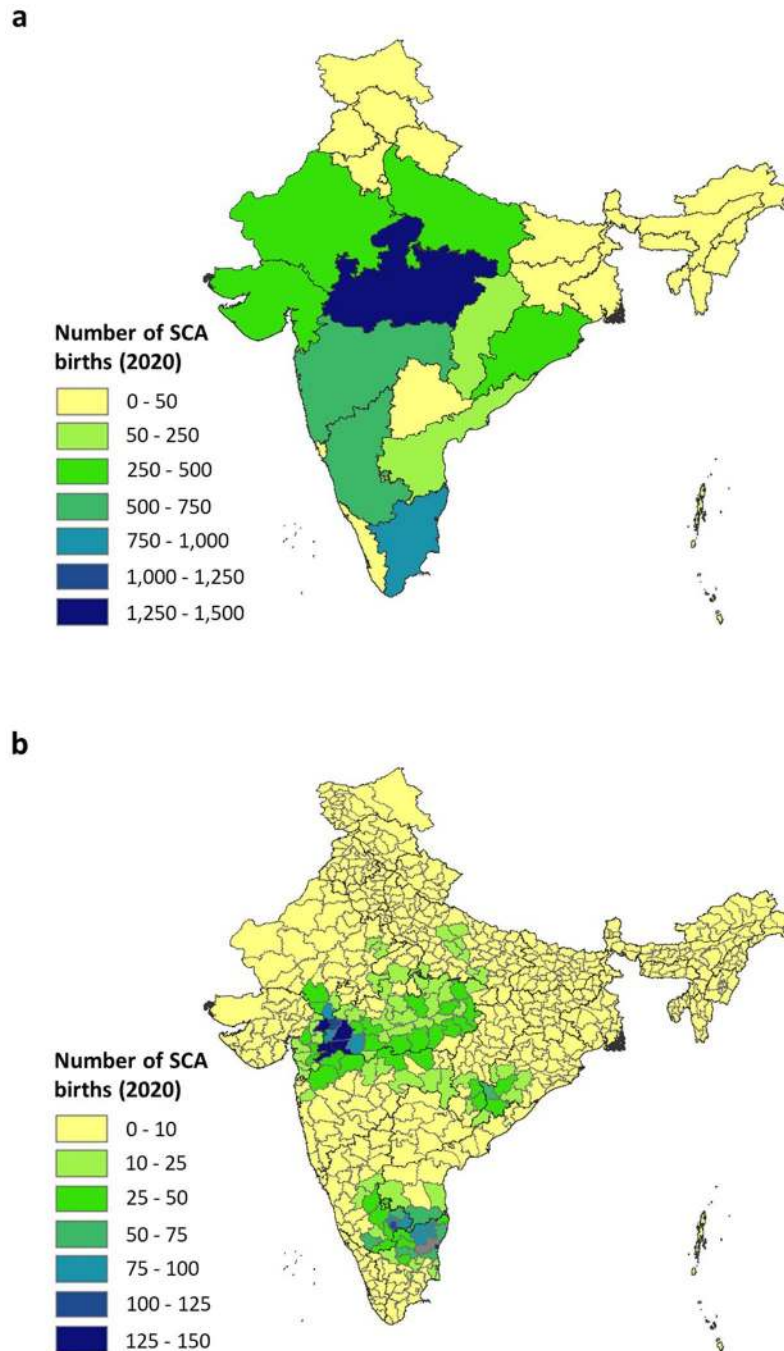 a
Number of SCA
births (2020)
0 - 50
50 - 250
250 - 500
500 - 750
750 - 1,000
1,000 - 1,250
1,250 - 1,500
b
Number of SCA
births (2020)
0 - 10
10 - 25
25 - 50
50 - 75
75 - 100
100 - 125
125 - 150